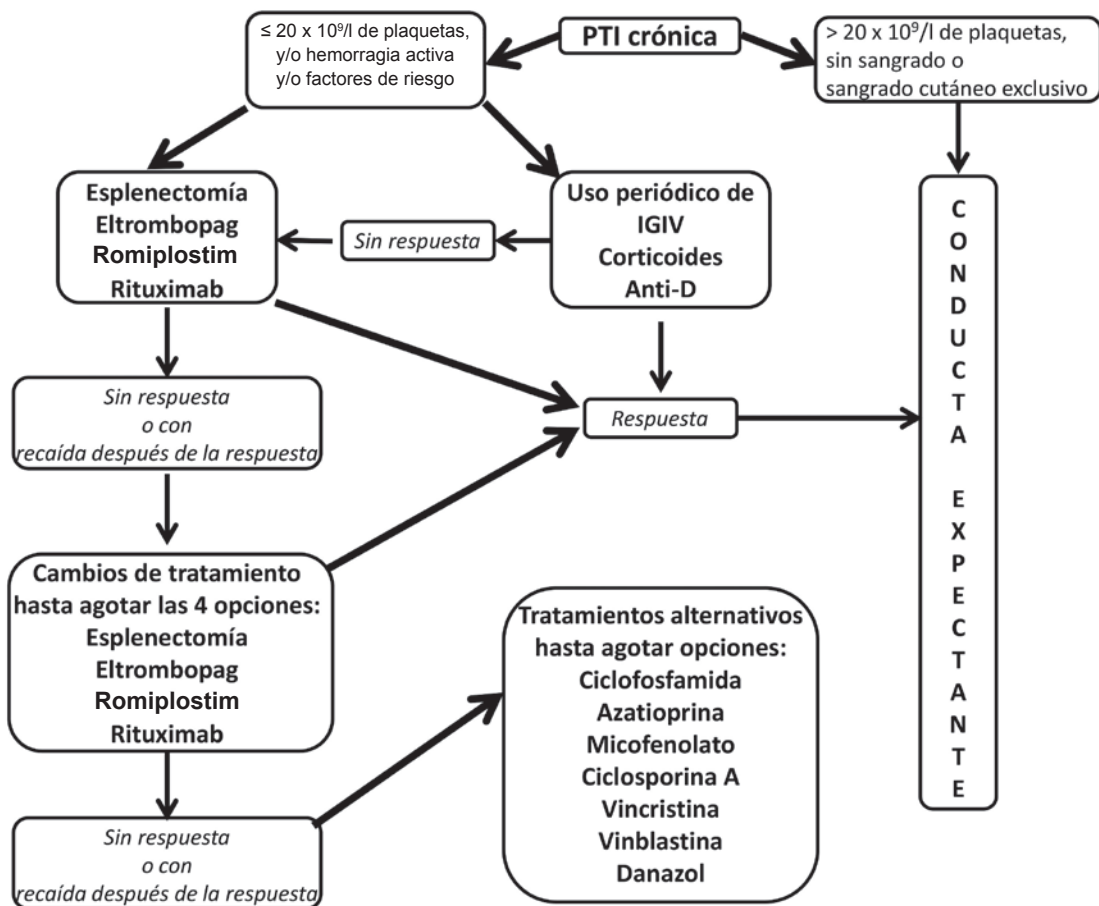 PTI crónica
≤ 20 x 10⁹/l de plaquetas,
y/o hemorragia activa
y/o factores de riesgo
> 20 x 10⁹/l de plaquetas,
sin sangrado o
sangrado cutáneo exclusivo
Esplenectomía
Eltrombopag
Romiplostim
Rituximab
Sin respuesta
Uso periódico de
IGIV
Corticoides
Anti-D
CONDUCTA EXPECTANTE
Sin respuesta
o con
recaída después de la respuesta
Respuesta
Cambios de tratamiento
hasta agotar las 4 opciones:
Esplenectomía
Eltrombopag
Romiplostim
Rituximab
Tratamientos alternativos
hasta agotar opciones:
Ciclofosfamida
Azatioprina
Micofenolato
Ciclosporina A
Vincristina
Vinblastina
Danazol
Sin respuesta
o con
recaída después de la respuesta